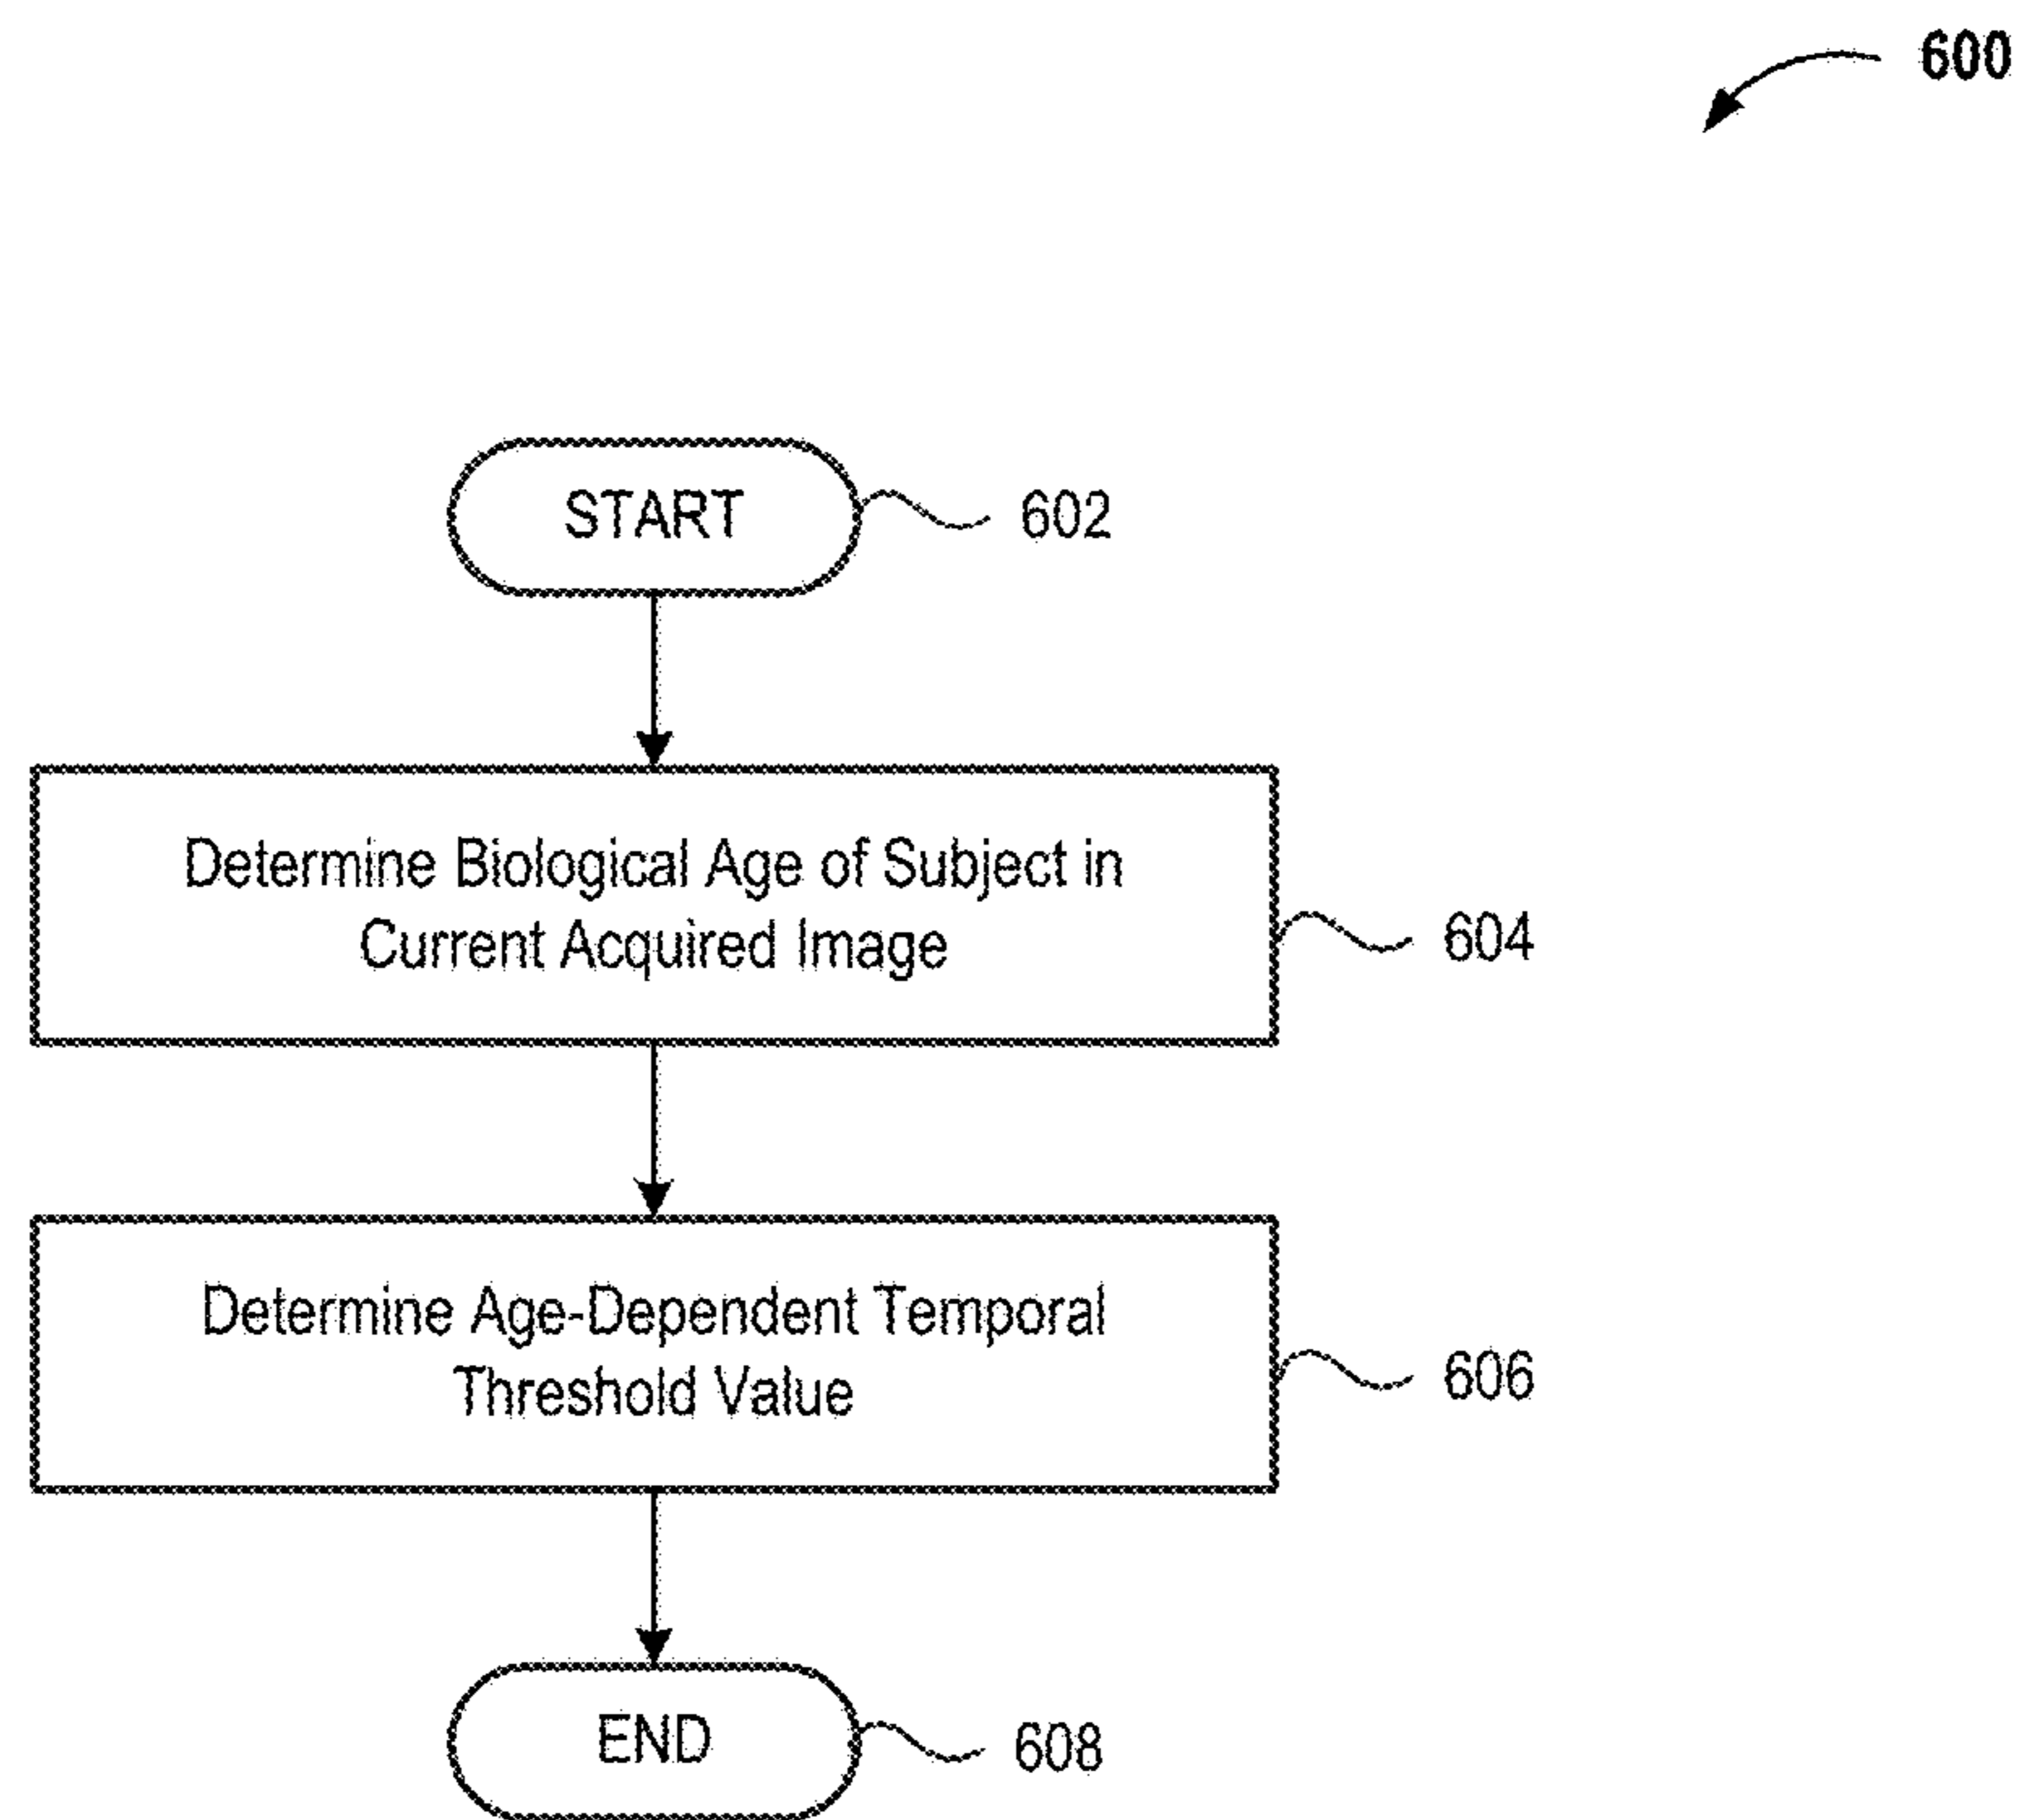 600
START
602
Determine Biological Age of Subject in
Current Acquired Image
604
Determine Age-Dependent Temporal
Threshold Value
606
END
608